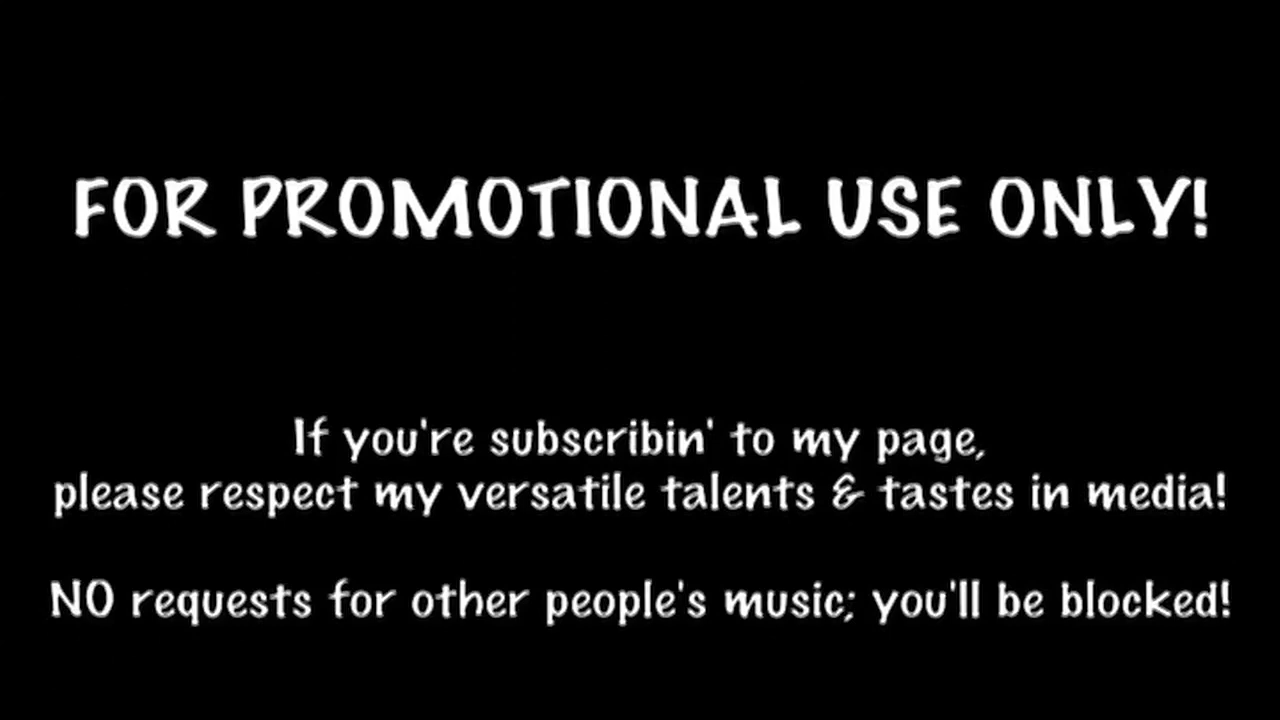 FOR PROMOTIONAL USE ONLY!
If you're subscribin' to my page,
please respect my versatile talents & tastes in media!
NO requests for other people's music; you'll be blocked!